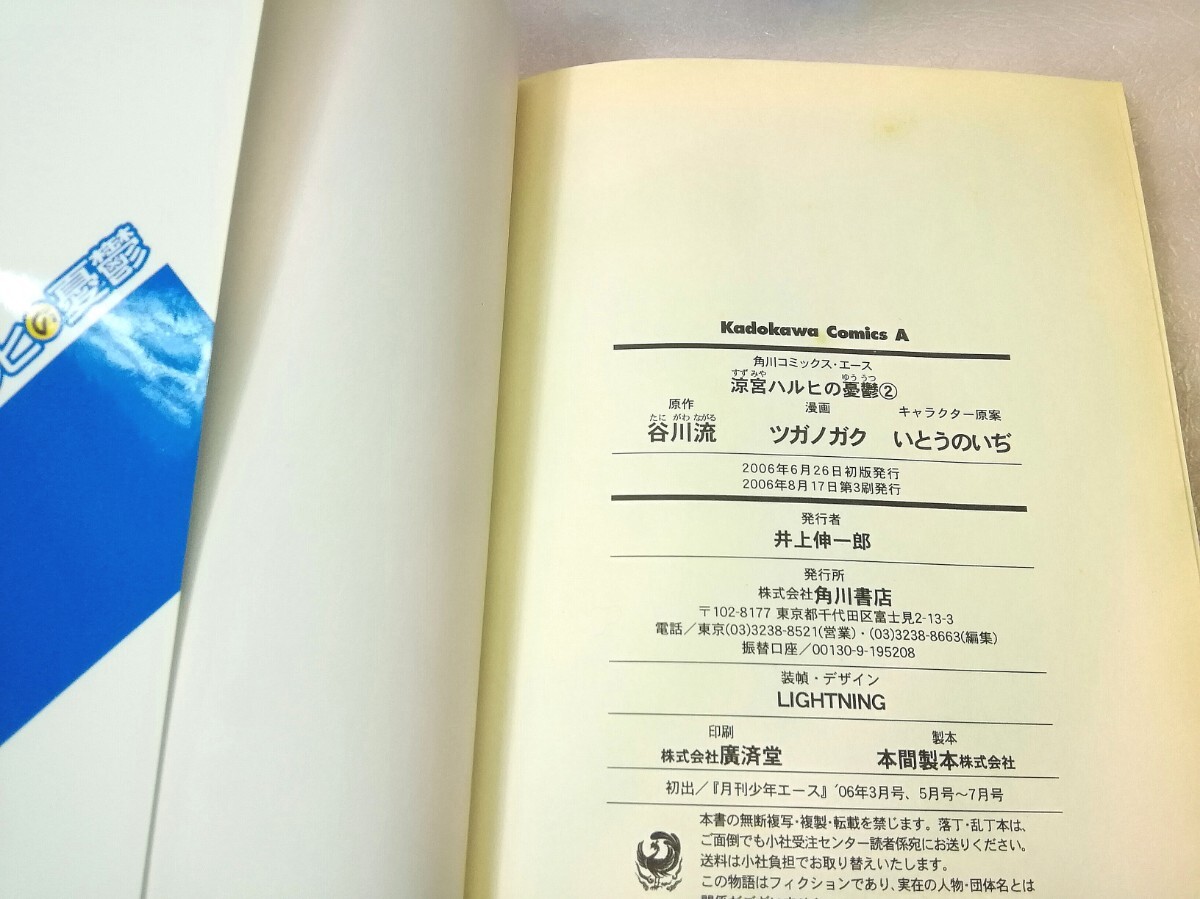 ヒの憂鬱
Kadokawa Comics A
角川コミックス・エース
すずみや ゆううつ
涼宮ハルヒの憂鬱②
原作 漫画 キャラクター原案
たに がわ ながる
谷川流 ツガノガク いとうのいぢ
2006年6月26日初版発行
2006年8月17日第3刷発行
発行者
井上伸一郎
発行所
株式会社角川書店
〒102-8177 東京都千代田区富士見2-13-3
電話／東京(03)3238-8521(営業)・(03)3238-8663(編集)
振替口座／00130-9-195208
装幀・デザイン
LIGHTNING
印刷 製本
株式会社廣済堂 本間製本株式会社
初出／『月刊少年エース』'06年3月号、5月号〜7月号
本書の無断複写・複製・転載を禁じます。落丁・乱丁本は、
ご面倒でも小社受注センター読者係宛にお送りください。
送料は小社負担でお取り替えいたします。
この物語はフィクションであり、実在の人物・団体名とは